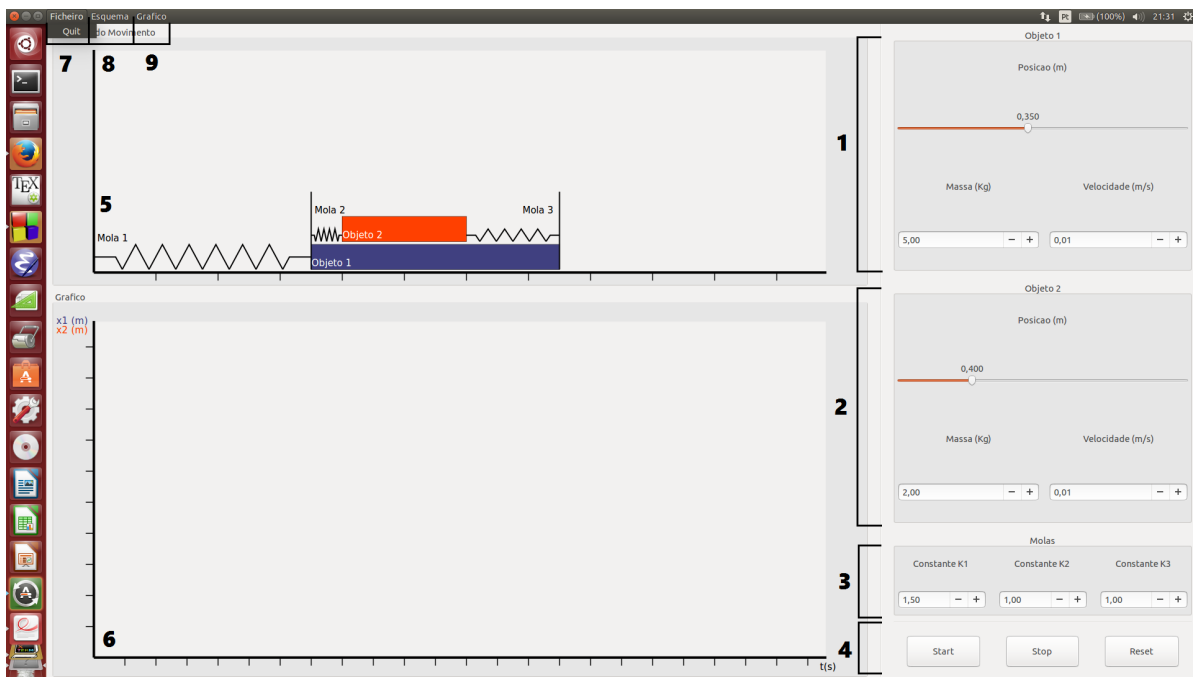 Ficheiro Esquema Grafico
Pt (100%) 21:31
Quit
do Movimento
7 8 9
5
Mola 1
Mola 2
Mola 3
Objeto 2
Objeto 1
1
Objeto 1
Posicao (m)
0,350
Massa (Kg) Velocidade (m/s)
5,00 − + 0,01 − +
Grafico
x1 (m)
x2 (m)
6
t(s)
2
Objeto 2
Posicao (m)
0,400
Massa (Kg) Velocidade (m/s)
2,00 − + 0,01 − +
3
Molas
Constante K1 Constante K2 Constante K3
1,50 − + 1,00 − + 1,00 − +
4
Start Stop Reset
TEX